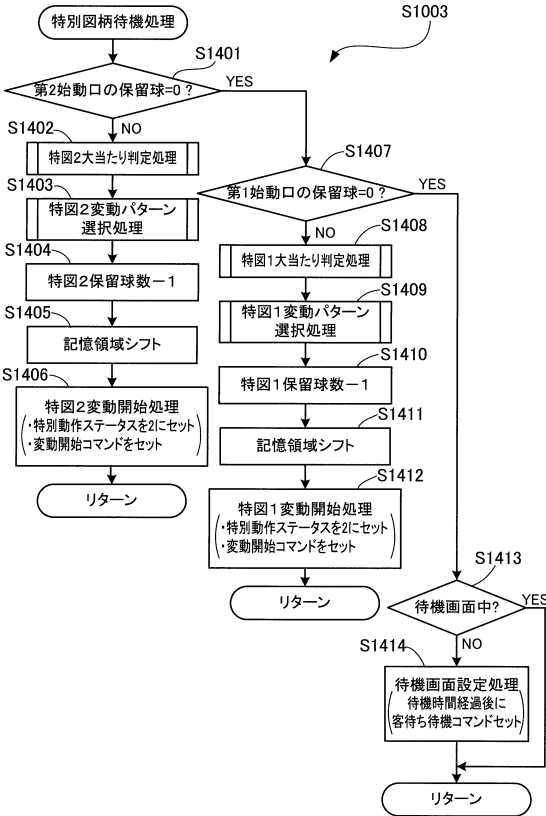 特別図柄待機処理
S1003
S1401
第2始動口の保留球=0？
YES
NO
S1402
特図2大当たり判定処理
S1403
特図２変動パターン
選択処理
S1404
特図２保留球数－１
S1405
記憶領域シフト
S1406
特図２変動開始処理
・特別動作ステータスを2にセット
・変動開始コマンドをセット
リターン
S1407
第1始動口の保留球=0？
YES
NO
S1408
特図1大当たり判定処理
S1409
特図１変動パターン
選択処理
S1410
特図１保留球数－１
S1411
記憶領域シフト
S1412
特図１変動開始処理
・特別動作ステータスを2にセット
・変動開始コマンドをセット
リターン
S1413
待機画面中?
YES
NO
S1414
待機画面設定処理
待機時間経過後に
客待ち待機コマンドセット
リターン